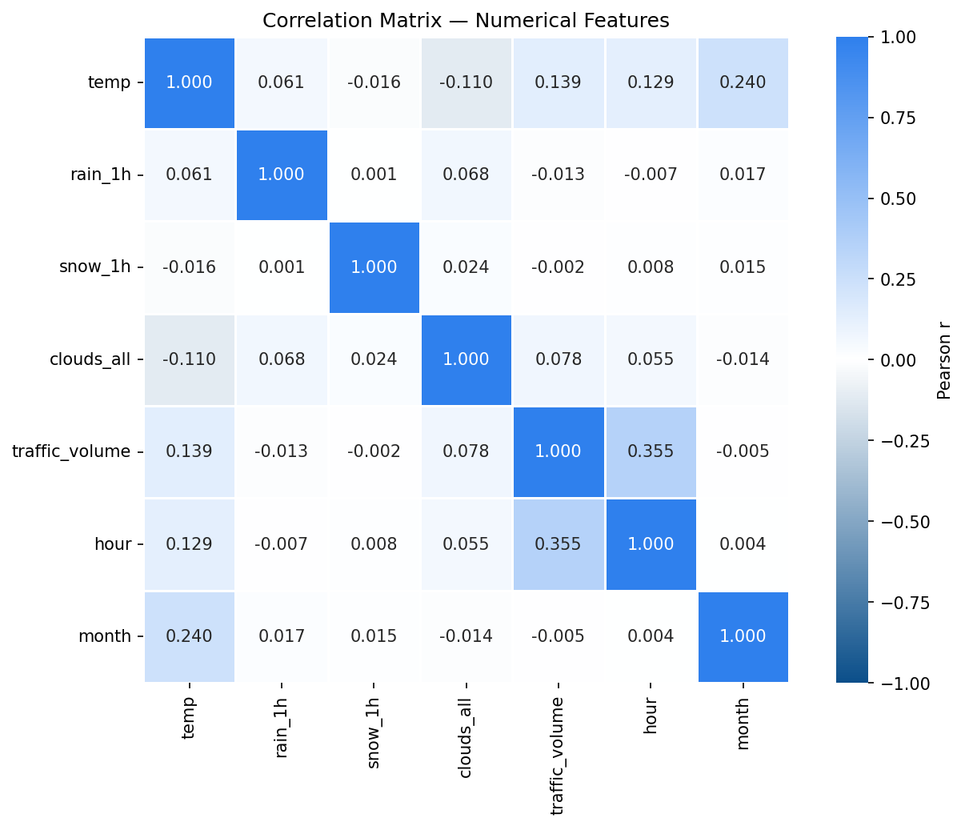 Correlation Matrix — Numerical Features
temp 1.000 0.061 -0.016 -0.110 0.139 0.129 0.240
rain_1h 0.061 1.000 0.001 0.068 -0.013 -0.007 0.017
snow_1h -0.016 0.001 1.000 0.024 -0.002 0.008 0.015
clouds_all -0.110 0.068 0.024 1.000 0.078 0.055 -0.014
traffic_volume 0.139 -0.013 -0.002 0.078 1.000 0.355 -0.005
hour 0.129 -0.007 0.008 0.055 0.355 1.000 0.004
month 0.240 0.017 0.015 -0.014 -0.005 0.004 1.000
temp rain_1h snow_1h clouds_all traffic_volume hour month
1.00
0.75
0.50
0.25
0.00
−0.25
−0.50
−0.75
−1.00
Pearson r